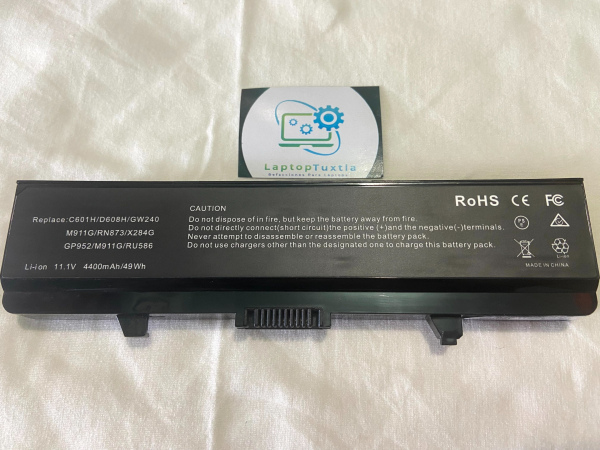 LaptopTuxtla
Refacciones Para Laptops
Replace:C601H/D608H/GW240
M911G/RN873/X284G
GP952/M911G/RU586
Li-ion 11.1V 4400mAh/49Wh
CAUTION
Do not dispose of in fire, but keep the battery away from fire.
Do not directly connect(short circuit)the positive (+)and the negative(-)terminals.
Never attempt to disassemble or reassemble the battery pack.
Do not use chargers other than the designated one to charge this battery pack.
RoHS CE FC
Li-ion
MADE IN CHINA